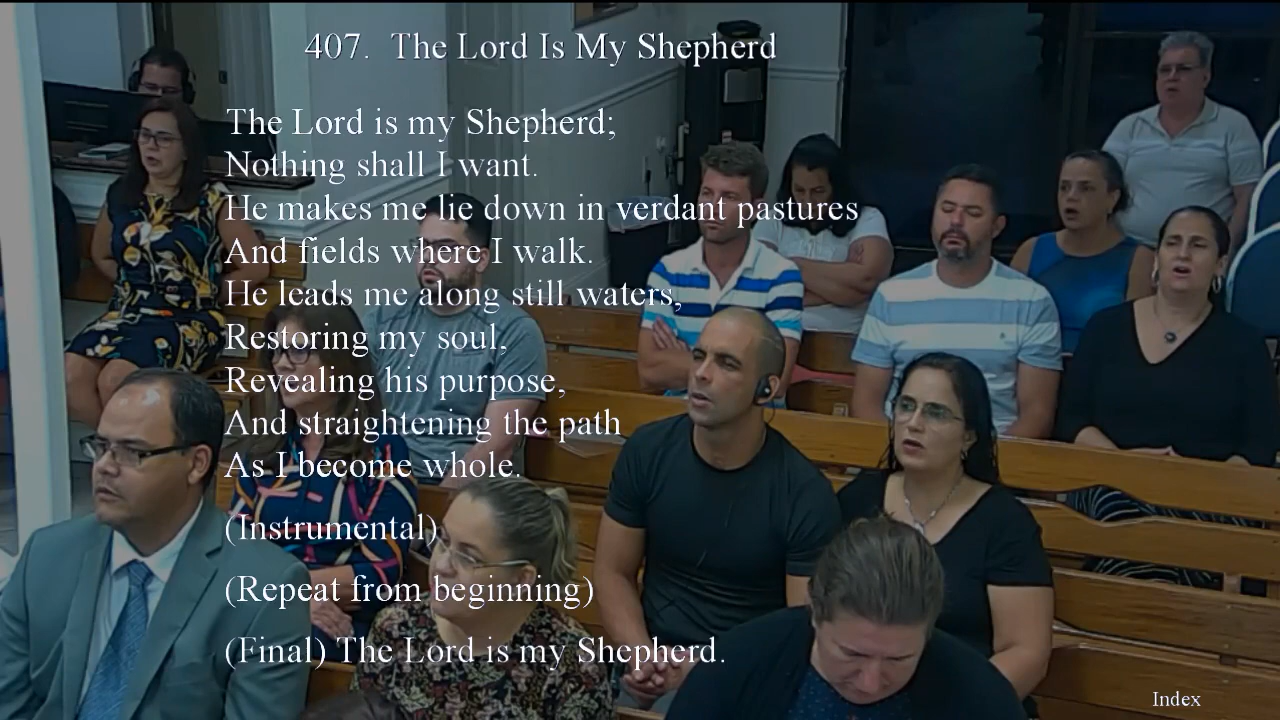 407. The Lord Is My Shepherd
The Lord is my Shepherd;
Nothing shall I want.
He makes me lie down in verdant pastures
And fields where I walk.
He leads me along still waters,
Restoring my soul,
Revealing his purpose,
And straightening the path
As I become whole.
(Instrumental)
(Repeat from beginning)
(Final) The Lord is my Shepherd.
Index